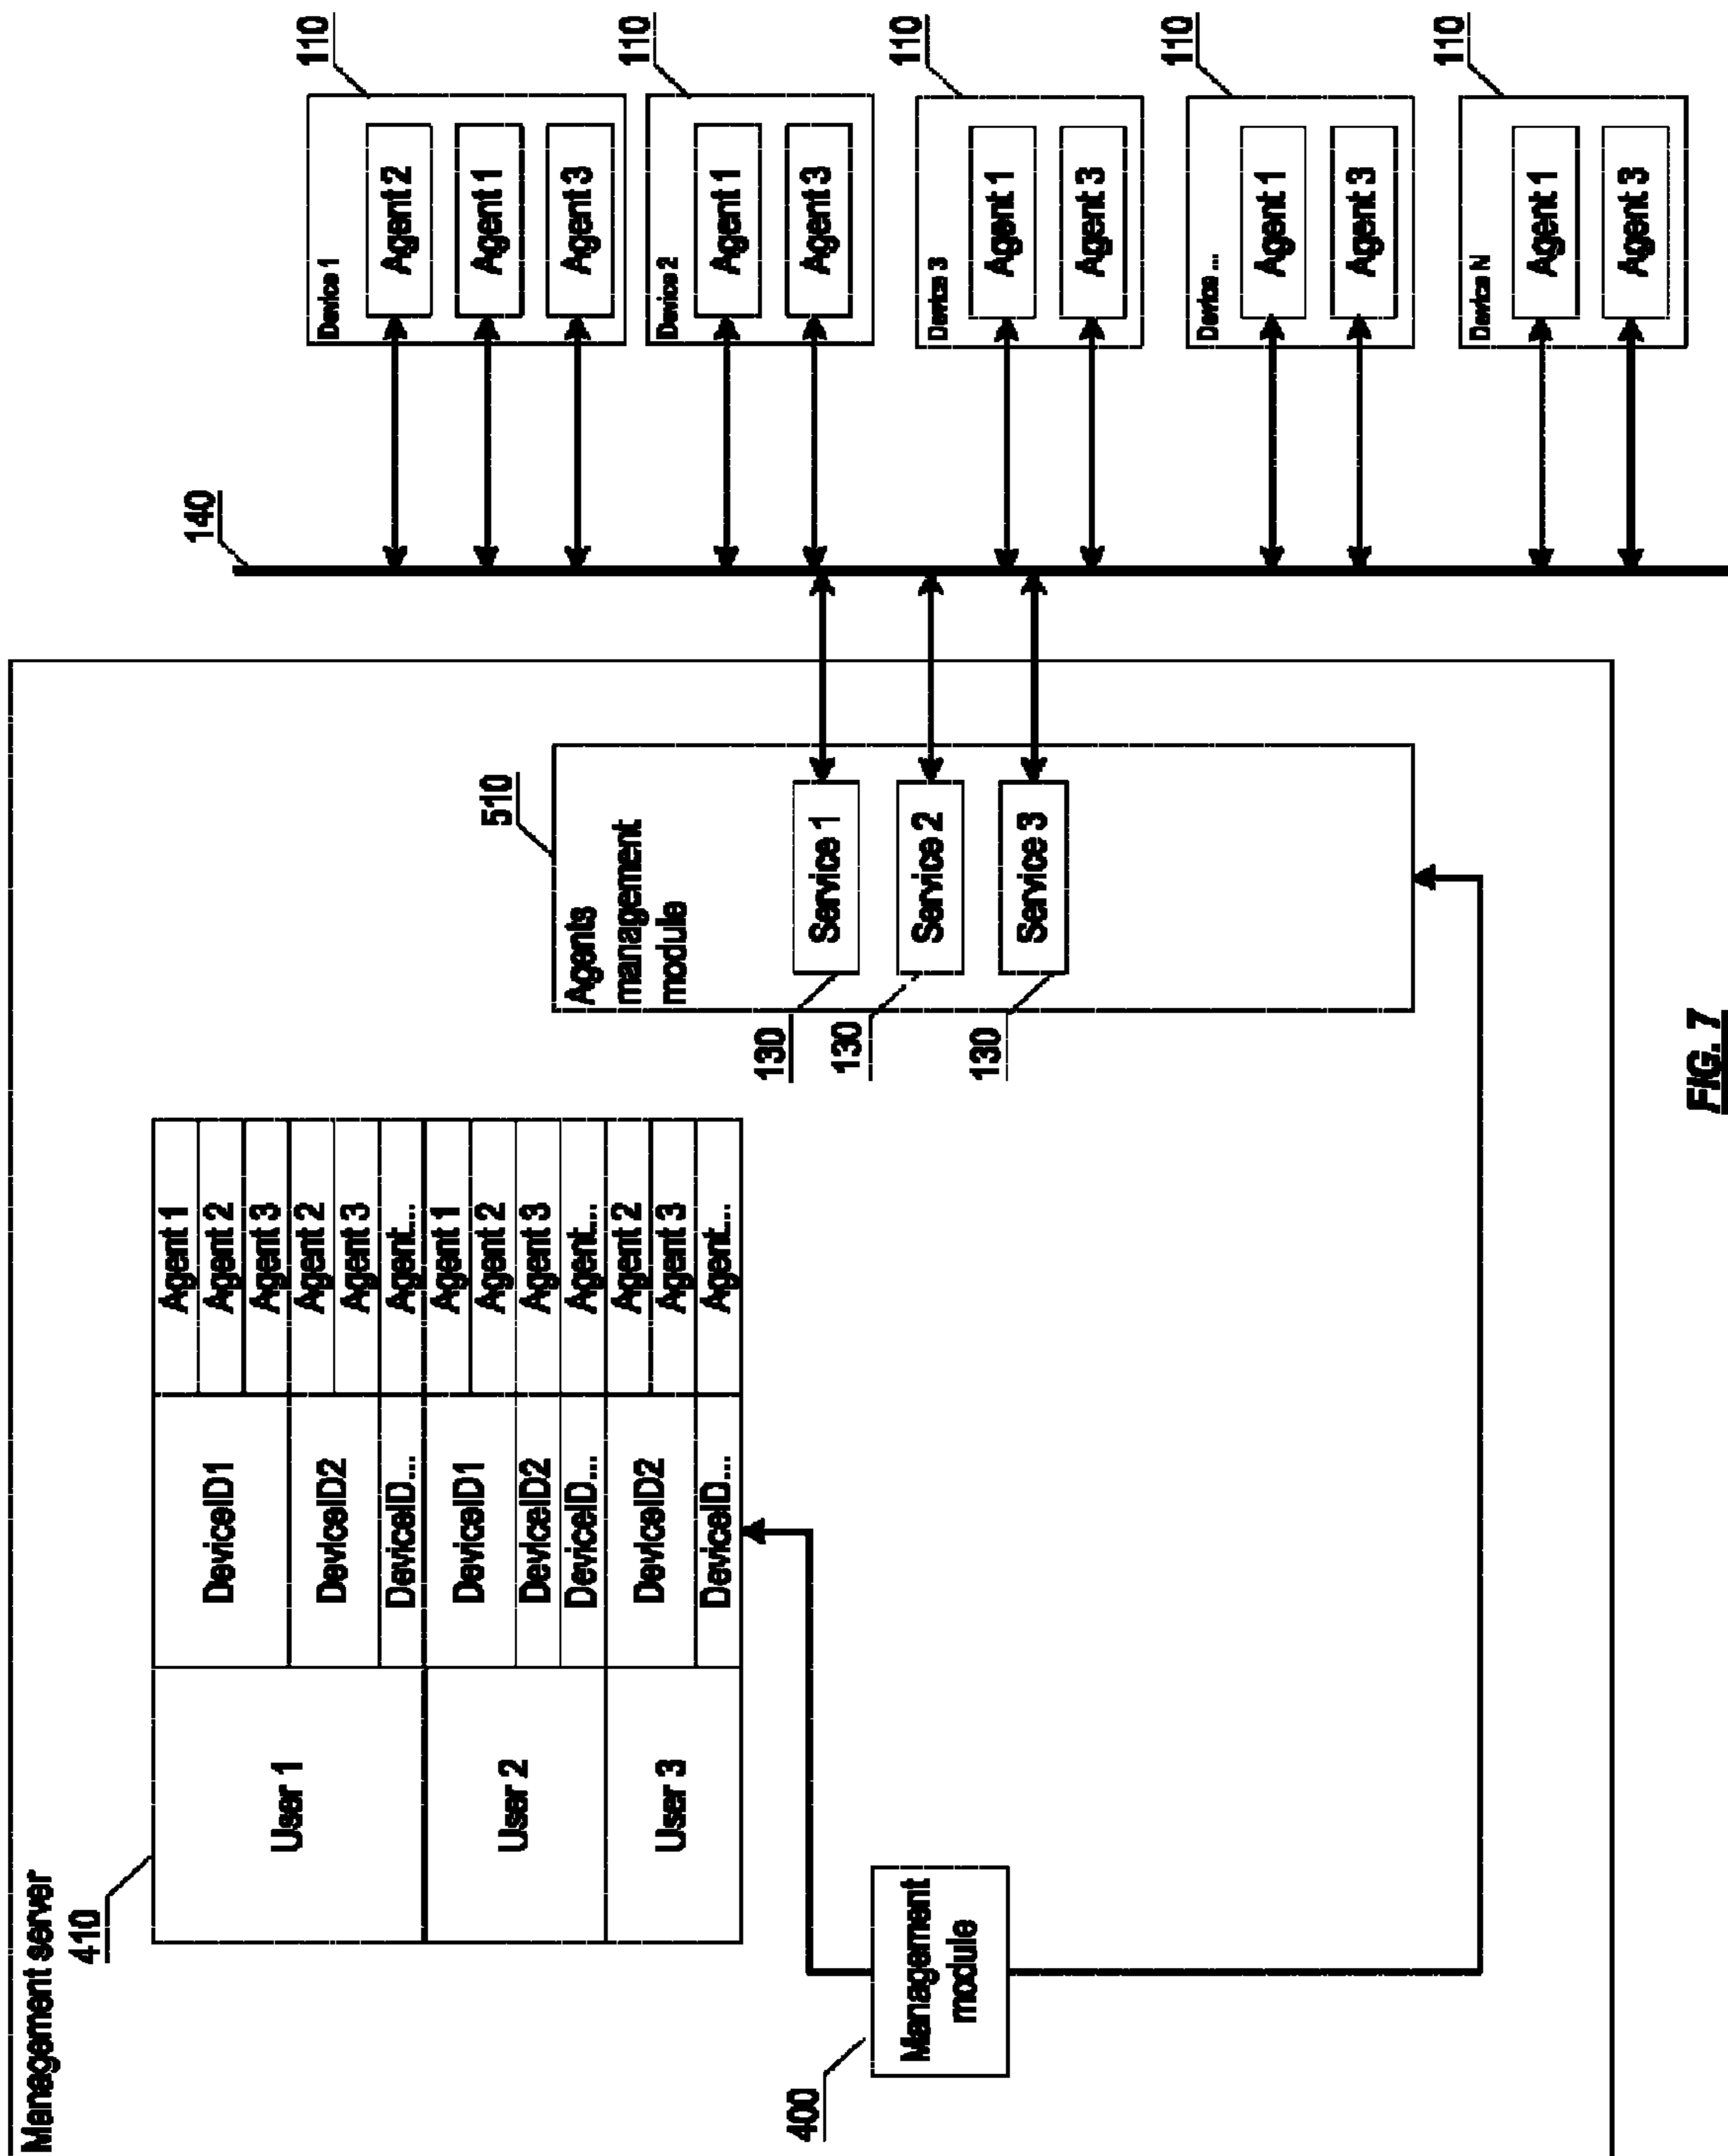 Management server
410
User 1
DeviceID1
Agent 1
Agent 2
Agent 3
DeviceID2
Agent 2
Agent 3
DeviceID...
Agent...
User 2
DeviceID1
Agent 1
Agent 2
DeviceID2
Agent 3
DeviceID...
Agent...
User 3
DeviceID2
Agent 2
Agent 3
DeviceID...
Agent...
400
Management
module
510
Agents
management
module
130
Service 1
130
Service 2
130
Service 3
140
110
Device 1
Agent 2
Agent 1
Agent 3
110
Device 2
Agent 1
Agent 3
110
Device 3
Agent 1
Agent 3
110
Device ...
Agent 1
Agent 3
110
Device N
Agent 1
Agent 3
FIG. 7